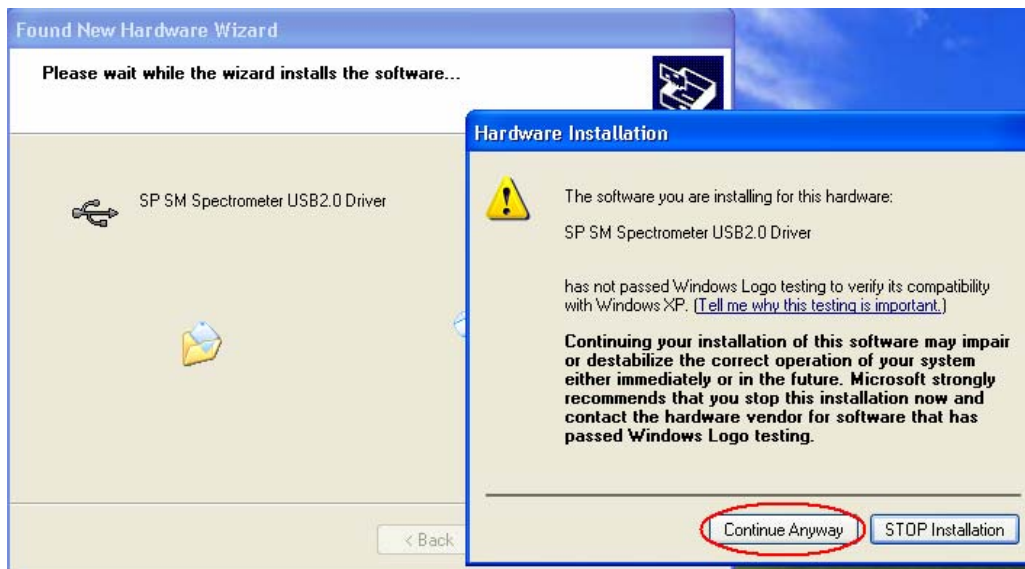 Found New Hardware Wizard
Please wait while the wizard installs the software...
SP SM Spectrometer USB2.0 Driver
< Back
Hardware Installation
The software you are installing for this hardware:
SP SM Spectrometer USB2.0 Driver
has not passed Windows Logo testing to verify its compatibility
with Windows XP. (Tell me why this testing is important.)
Continuing your installation of this software may impair
or destabilize the correct operation of your system
either immediately or in the future. Microsoft strongly
recommends that you stop this installation now and
contact the hardware vendor for software that has
passed Windows Logo testing.
Continue Anyway
STOP Installation